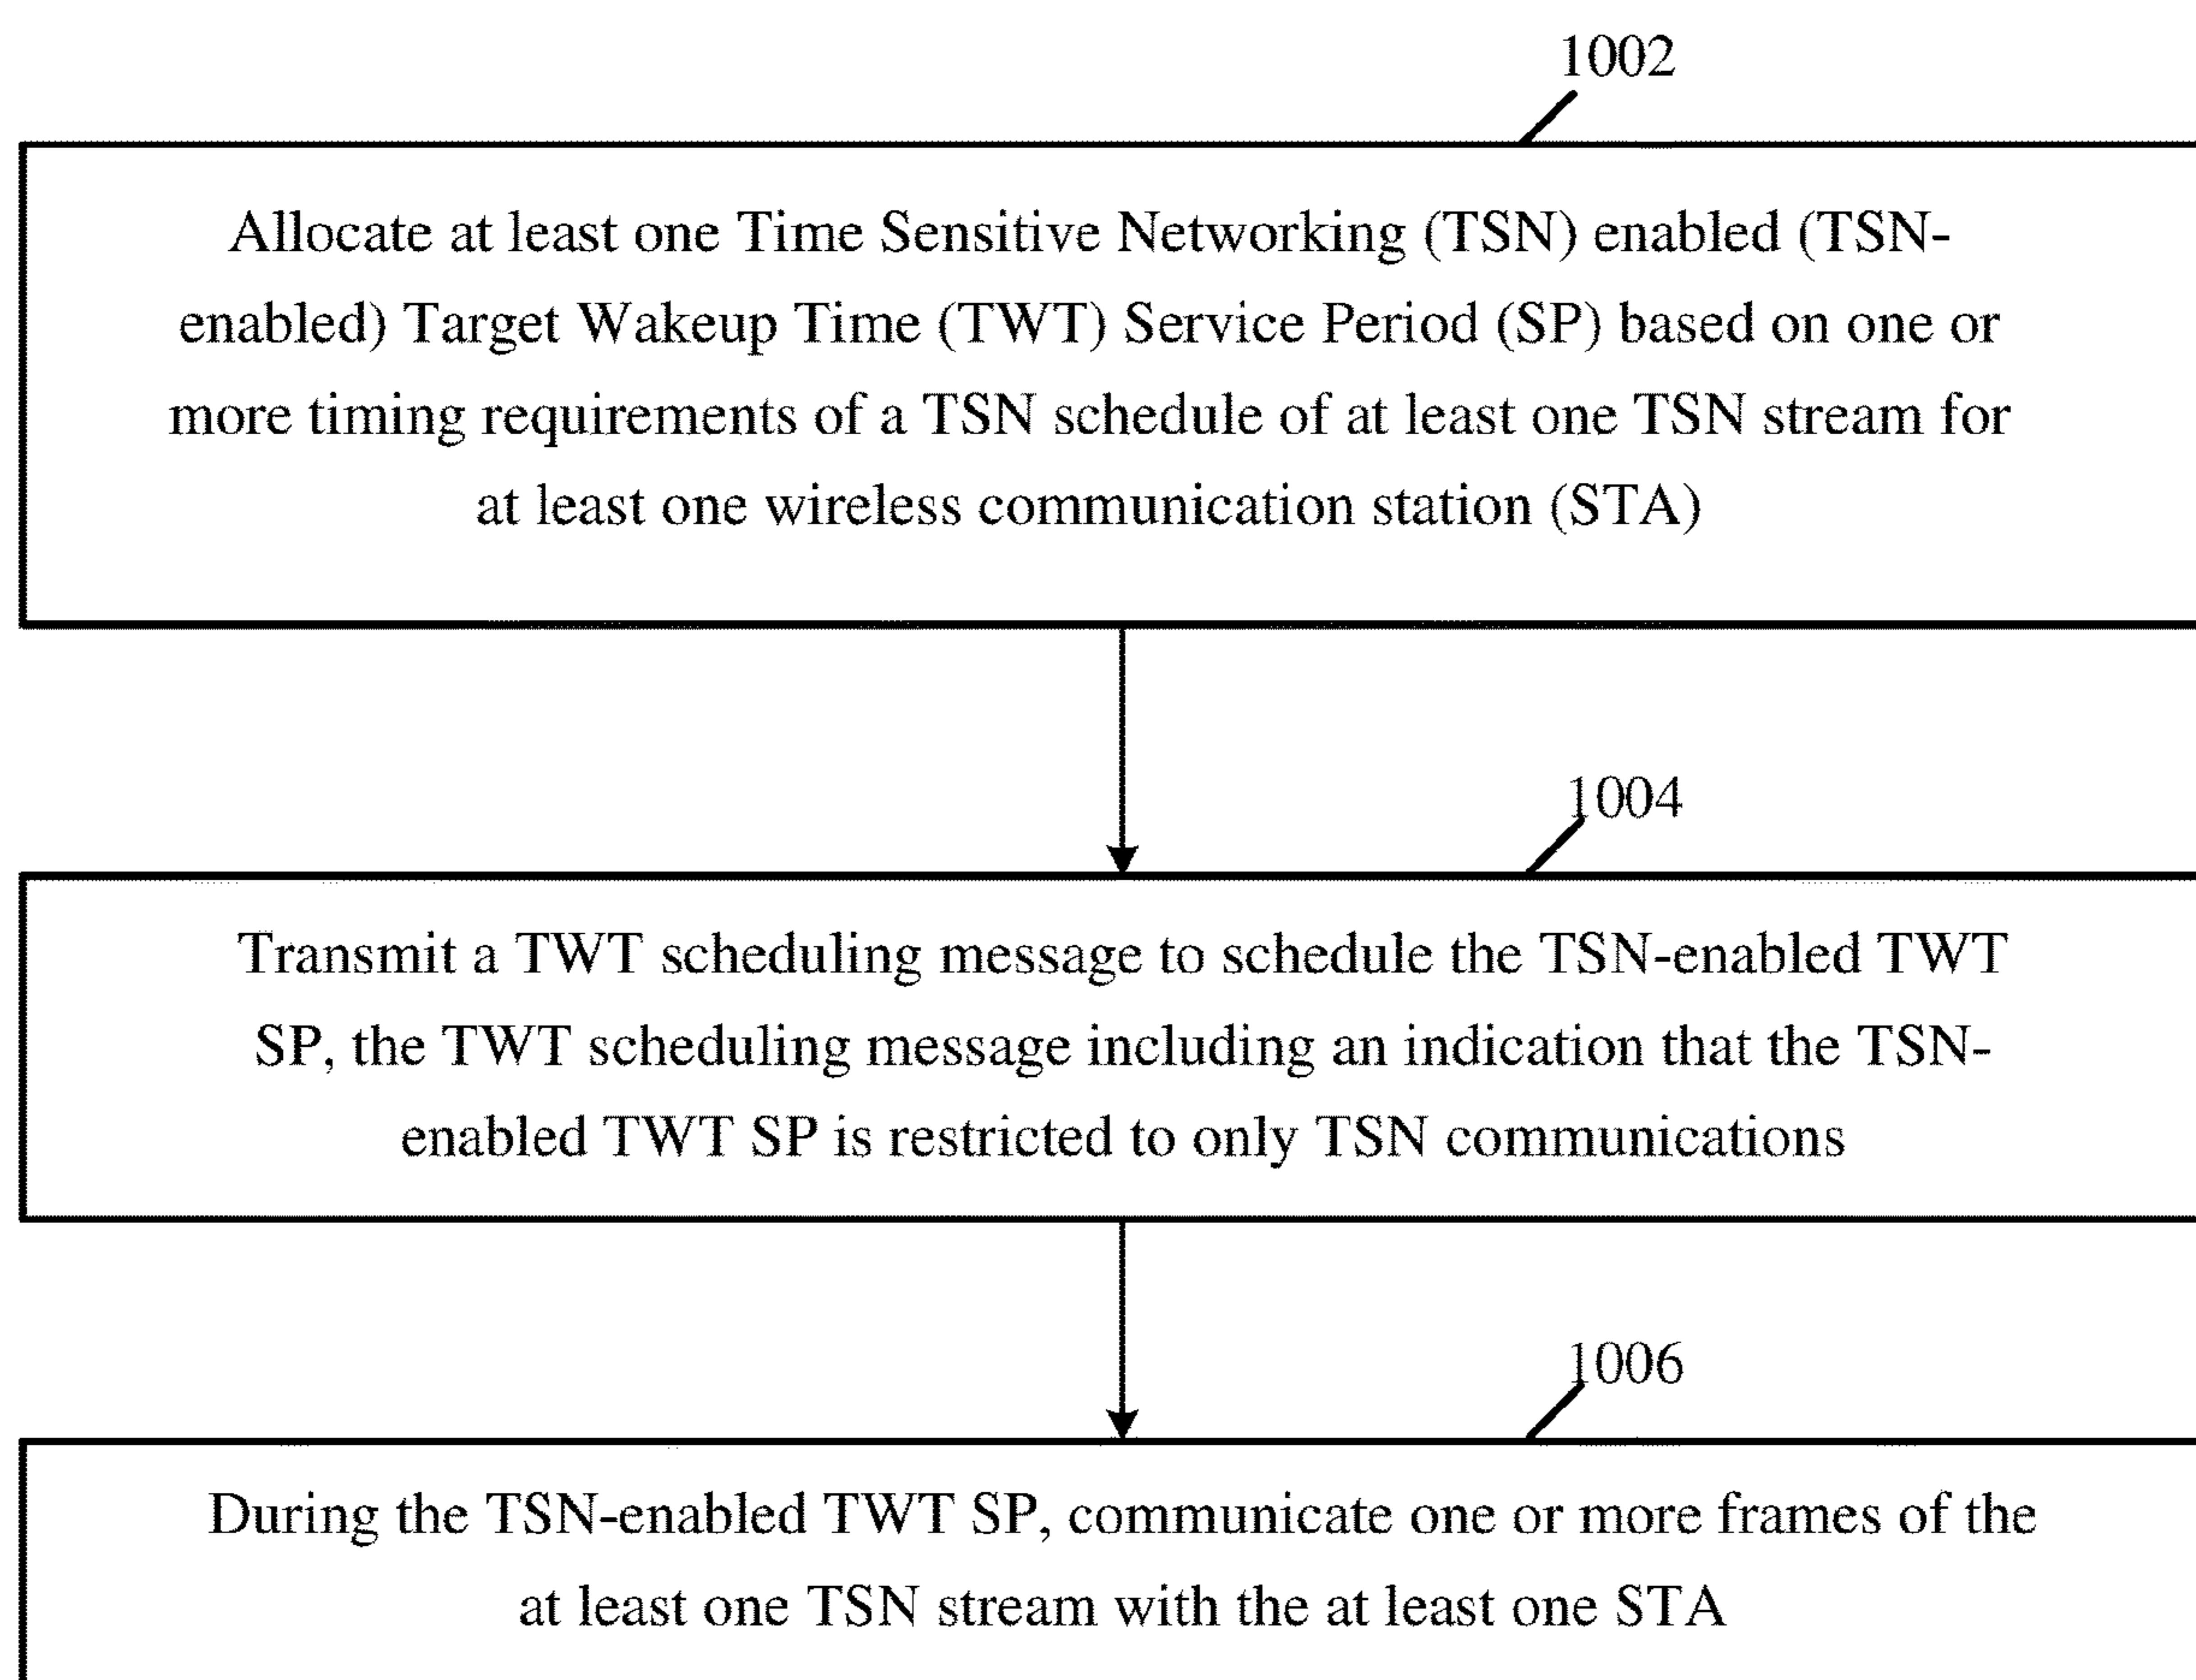 1002
Allocate at least one Time Sensitive Networking (TSN) enabled (TSN-
enabled) Target Wakeup Time (TWT) Service Period (SP) based on one or
more timing requirements of a TSN schedule of at least one TSN stream for
at least one wireless communication station (STA)
1004
Transmit a TWT scheduling message to schedule the TSN-enabled TWT
SP, the TWT scheduling message including an indication that the TSN-
enabled TWT SP is restricted to only TSN communications
1006
During the TSN-enabled TWT SP, communicate one or more frames of the
at least one TSN stream with the at least one STA